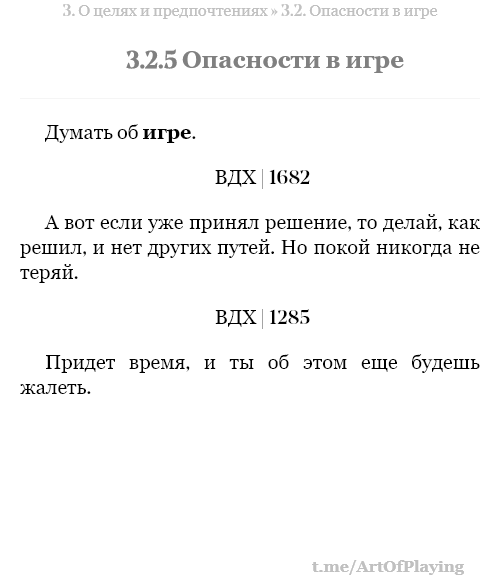 3. О целях и предпочтениях » 3.2. Опасности в игре
3.2.5 Опасности в игре
Думать об игре.
ВДХ | 1682
А вот если уже принял решение, то делай, как
решил, и нет других путей. Но покой никогда не
теряй.
ВДХ | 1285
Придет время, и ты об этом еще будешь
жалеть.
t.me/ArtOfPlaying